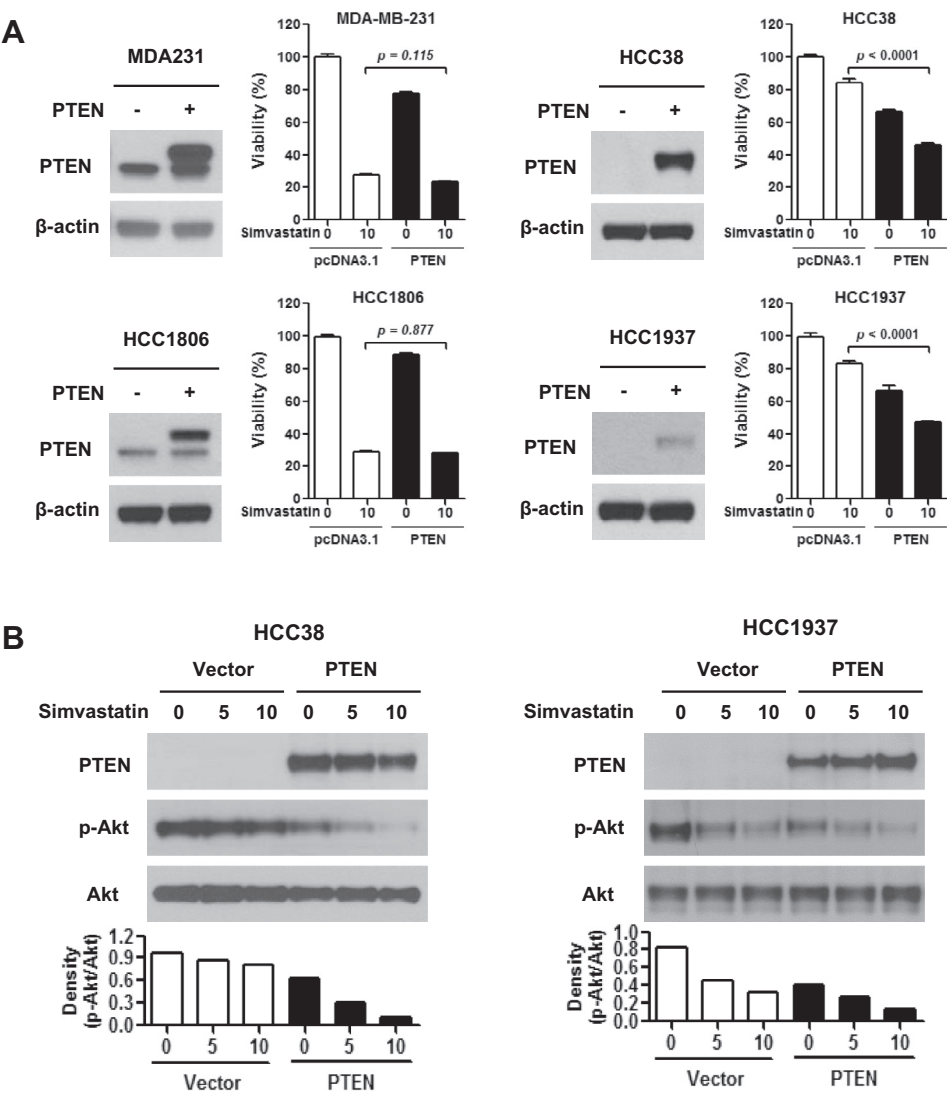 A
MDA231
PTEN - +
PTEN
β-actin
MDA-MB-231
p = 0.115
Viability (%)
120
100
80
60
40
20
0
Simvastatin 0 10 0 10
pcDNA3.1 PTEN
HCC38
PTEN - +
PTEN
β-actin
HCC38
p < 0.0001
Viability (%)
120
100
80
60
40
20
0
Simvastatin 0 10 0 10
pcDNA3.1 PTEN
HCC1806
PTEN - +
PTEN
β-actin
HCC1806
p = 0.877
Viability (%)
120
100
80
60
40
20
0
Simvastatin 0 10 0 10
pcDNA3.1 PTEN
HCC1937
PTEN - +
PTEN
β-actin
HCC1937
p < 0.0001
Viability (%)
120
100
80
60
40
20
0
Simvastatin 0 10 0 10
pcDNA3.1 PTEN
B
HCC38
Vector PTEN
Simvastatin 0 5 10 0 5 10
PTEN
p-Akt
Akt
Density
(p-Akt/Akt)
1.2
0.9
0.6
0.3
0.0
0 5 10 0 5 10
Vector PTEN
HCC1937
Vector PTEN
Simvastatin 0 5 10 0 5 10
PTEN
p-Akt
Akt
Density
(p-Akt/Akt)
1.0
0.8
0.6
0.4
0.2
0.0
0 5 10 0 5 10
Vector PTEN